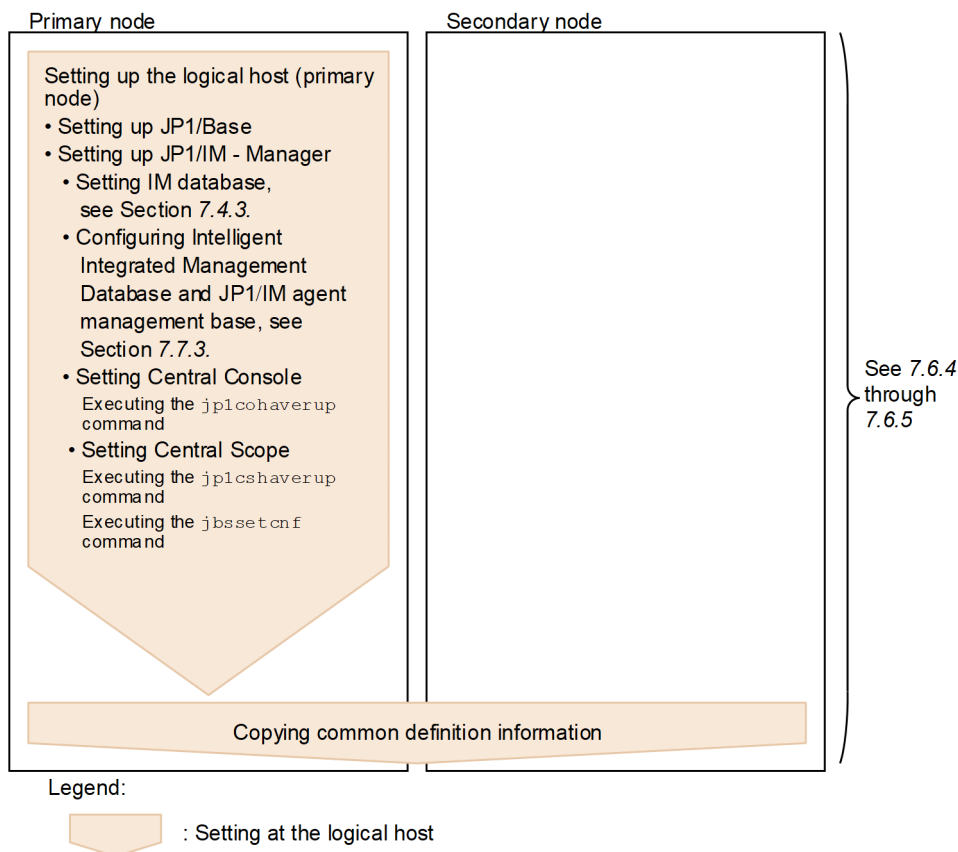 Primary node
Secondary node
Setting up the logical host (primary
node)
• Setting up JP1/Base
• Setting up JP1/IM - Manager
• Setting IM database,
see Section 7.4.3.
• Configuring Intelligent
Integrated Management
Database and JP1/IM agent
management base, see
Section 7.7.3.
• Setting Central Console
Executing the jp1cohaverup
command
• Setting Central Scope
Executing the jp1cshaverup
command
Executing the jbssetcnf
command
See 7.6.4
through
7.6.5
Copying common definition information
Legend:
: Setting at the logical host